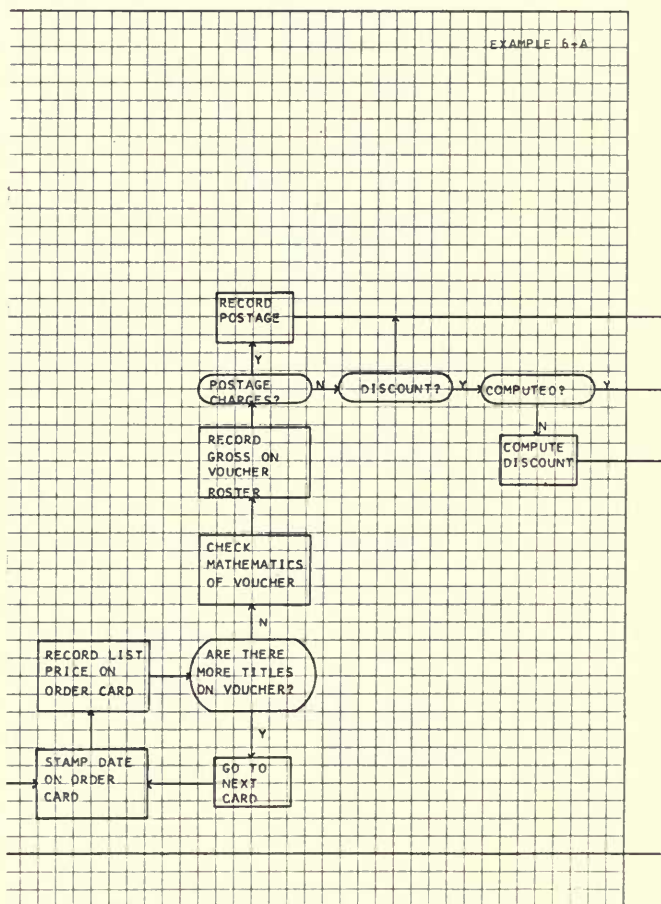 EXAMPLE 6-A
RECORD
POSTAGE
Y
POSTAGE
CHARGES?
N
DISCOUNT?
Y
COMPUTED?
Y
N
RECORD
GROSS ON
VOUCHER
ROSTER
COMPUTE
DISCOUNT
CHECK
MATHEMATICS
OF VOUCHER
N
RECORD LIST
PRICE ON
ORDER CARD
ARE THERE
MORE TITLES
ON VOUCHER?
Y
STAMP DATE
ON ORDER
CARD
GO TO
NEXT
CARD